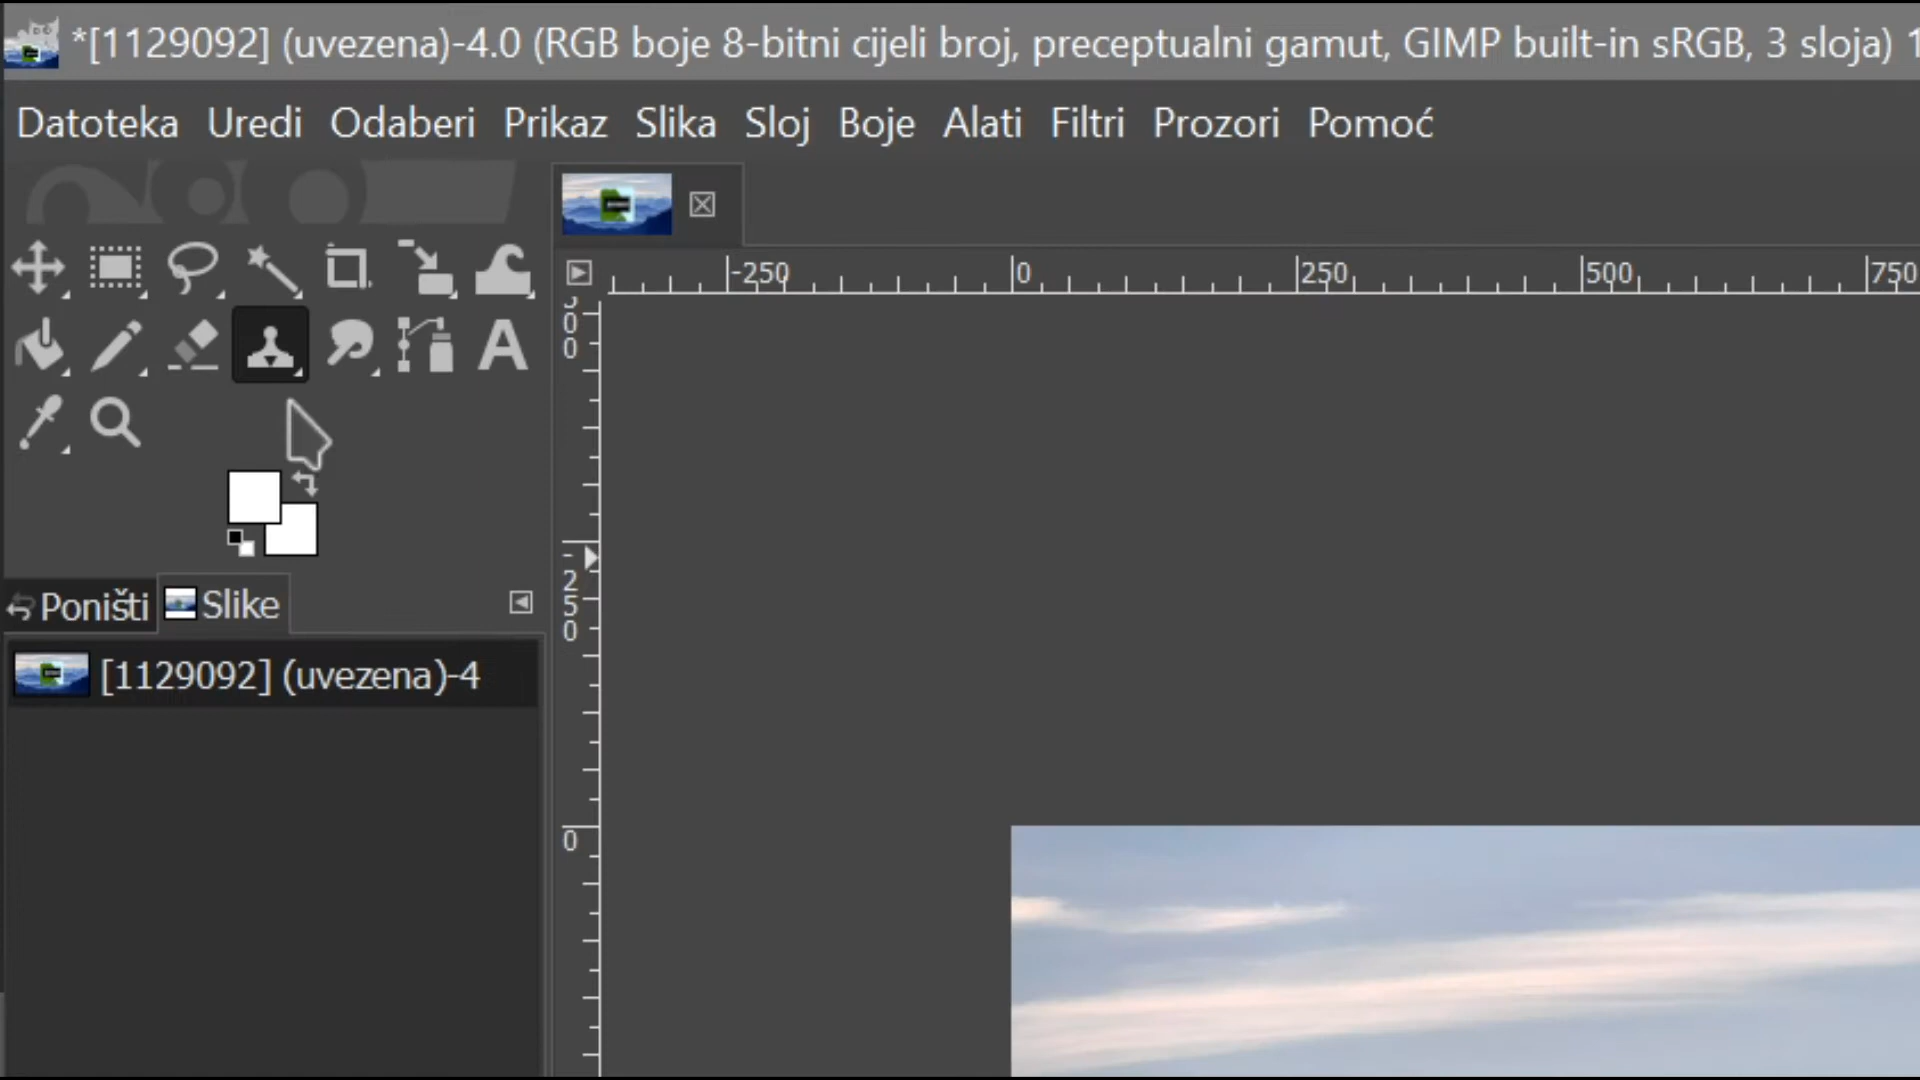 *[1129092] (uvezena)-4.0 (RGB boje 8-bitni cijeli broj, preceptualni gamut, GIMP built-in sRGB, 3 sloja) 1
Datoteka Uredi Odaberi Prikaz Slika Sloj Boje Alati Filtri Prozori Pomoć
-250 0 250 500 750
-250
0
Poništi Slike
[1129092] (uvezena)-4